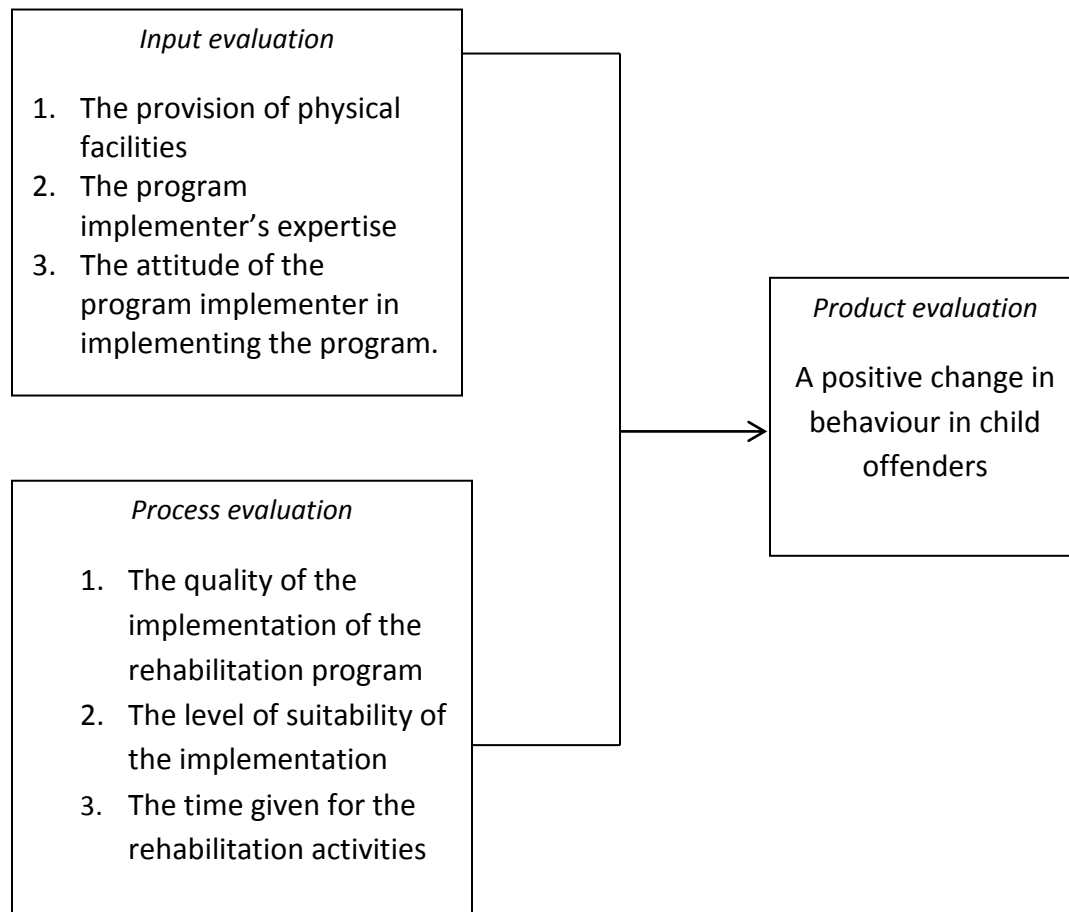 Input evaluation
1. The provision of physical
facilities
2. The program
implementer’s expertise
3. The attitude of the
program implementer in
implementing the program.
Process evaluation
1. The quality of the
implementation of the
rehabilitation program
2. The level of suitability of
the implementation
3. The time given for the
rehabilitation activities
Product evaluation
A positive change in
behaviour in child
offenders